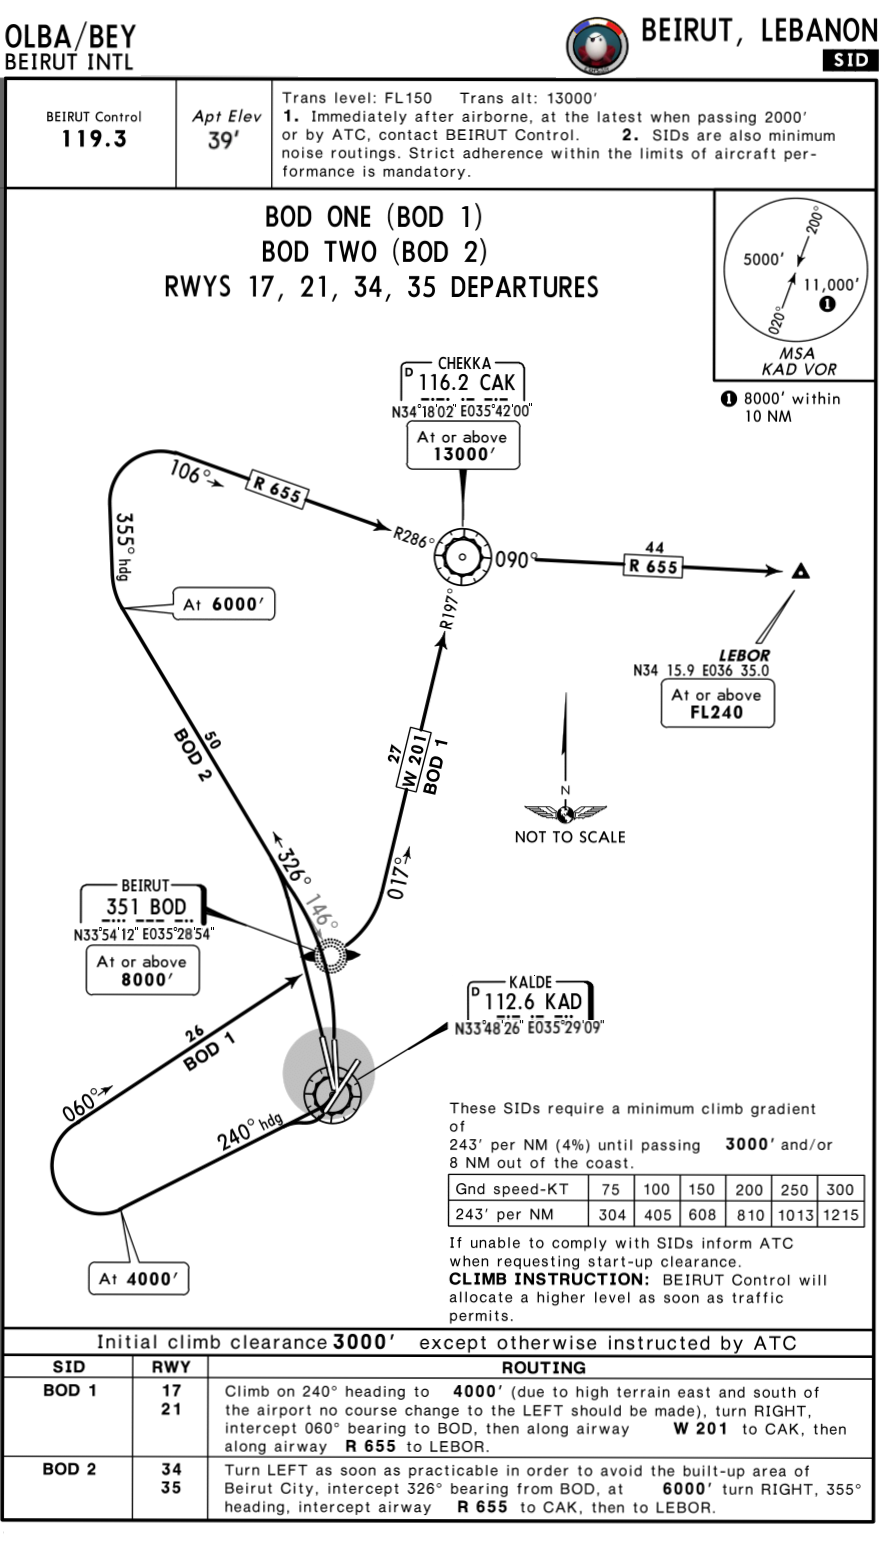 OLBA/BEY
BEIRUT INTL
BEIRUT, LEBANON
SID
BEIRUT Control
119.3
Apt Elev
39'
Trans level: FL150 Trans alt: 13000'
1. Immediately after airborne, at the latest when passing 2000'
or by ATC, contact BEIRUT Control. 2. SIDs are also minimum
noise routings. Strict adherence within the limits of aircraft per-
formance is mandatory.
BOD ONE (BOD 1)
BOD TWO (BOD 2)
RWYS 17, 21, 34, 35 DEPARTURES
200°
5000'
11,000'
1
020°
MSA
KAD VOR
1 8000' within
10 NM
CHEKKA
D 116.2 CAK
N34°18'02" E035°42'00"
At or above
13000'
106°
R 655
R286°
355° hdg
090°
44
R 655
At 6000'
R197°
LEBOR
N34 15.9 E036 35.0
At or above
FL240
50
BOD 2
27
W 201
BOD 1
N
NOT TO SCALE
326°
017°
146°
BEIRUT
351 BOD
N33°54'12" E035°28'54"
At or above
8000'
KALDE
D 112.6 KAD
N33°48'26" E035°29'09"
26
BOD 1
060°
240° hdg
At 4000'
These SIDs require a minimum climb gradient
of
243' per NM (4%) until passing 3000' and/or
8 NM out of the coast.
Gnd speed-KT 75 100 150 200 250 300
243' per NM 304 405 608 810 1013 1215
If unable to comply with SIDs inform ATC
when requesting start-up clearance.
CLIMB INSTRUCTION: BEIRUT Control will
allocate a higher level as soon as traffic
permits.
Initial climb clearance 3000' except otherwise instructed by ATC
SID RWY ROUTING
BOD 1 17 Climb on 240° heading to 4000' (due to high terrain east and south of
21 the airport no course change to the LEFT should be made), turn RIGHT,
intercept 060° bearing to BOD, then along airway W 201 to CAK, then
along airway R 655 to LEBOR.
BOD 2 34 Turn LEFT as soon as practicable in order to avoid the built-up area of
35 Beirut City, intercept 326° bearing from BOD, at 6000' turn RIGHT, 355°
heading, intercept airway R 655 to CAK, then to LEBOR.